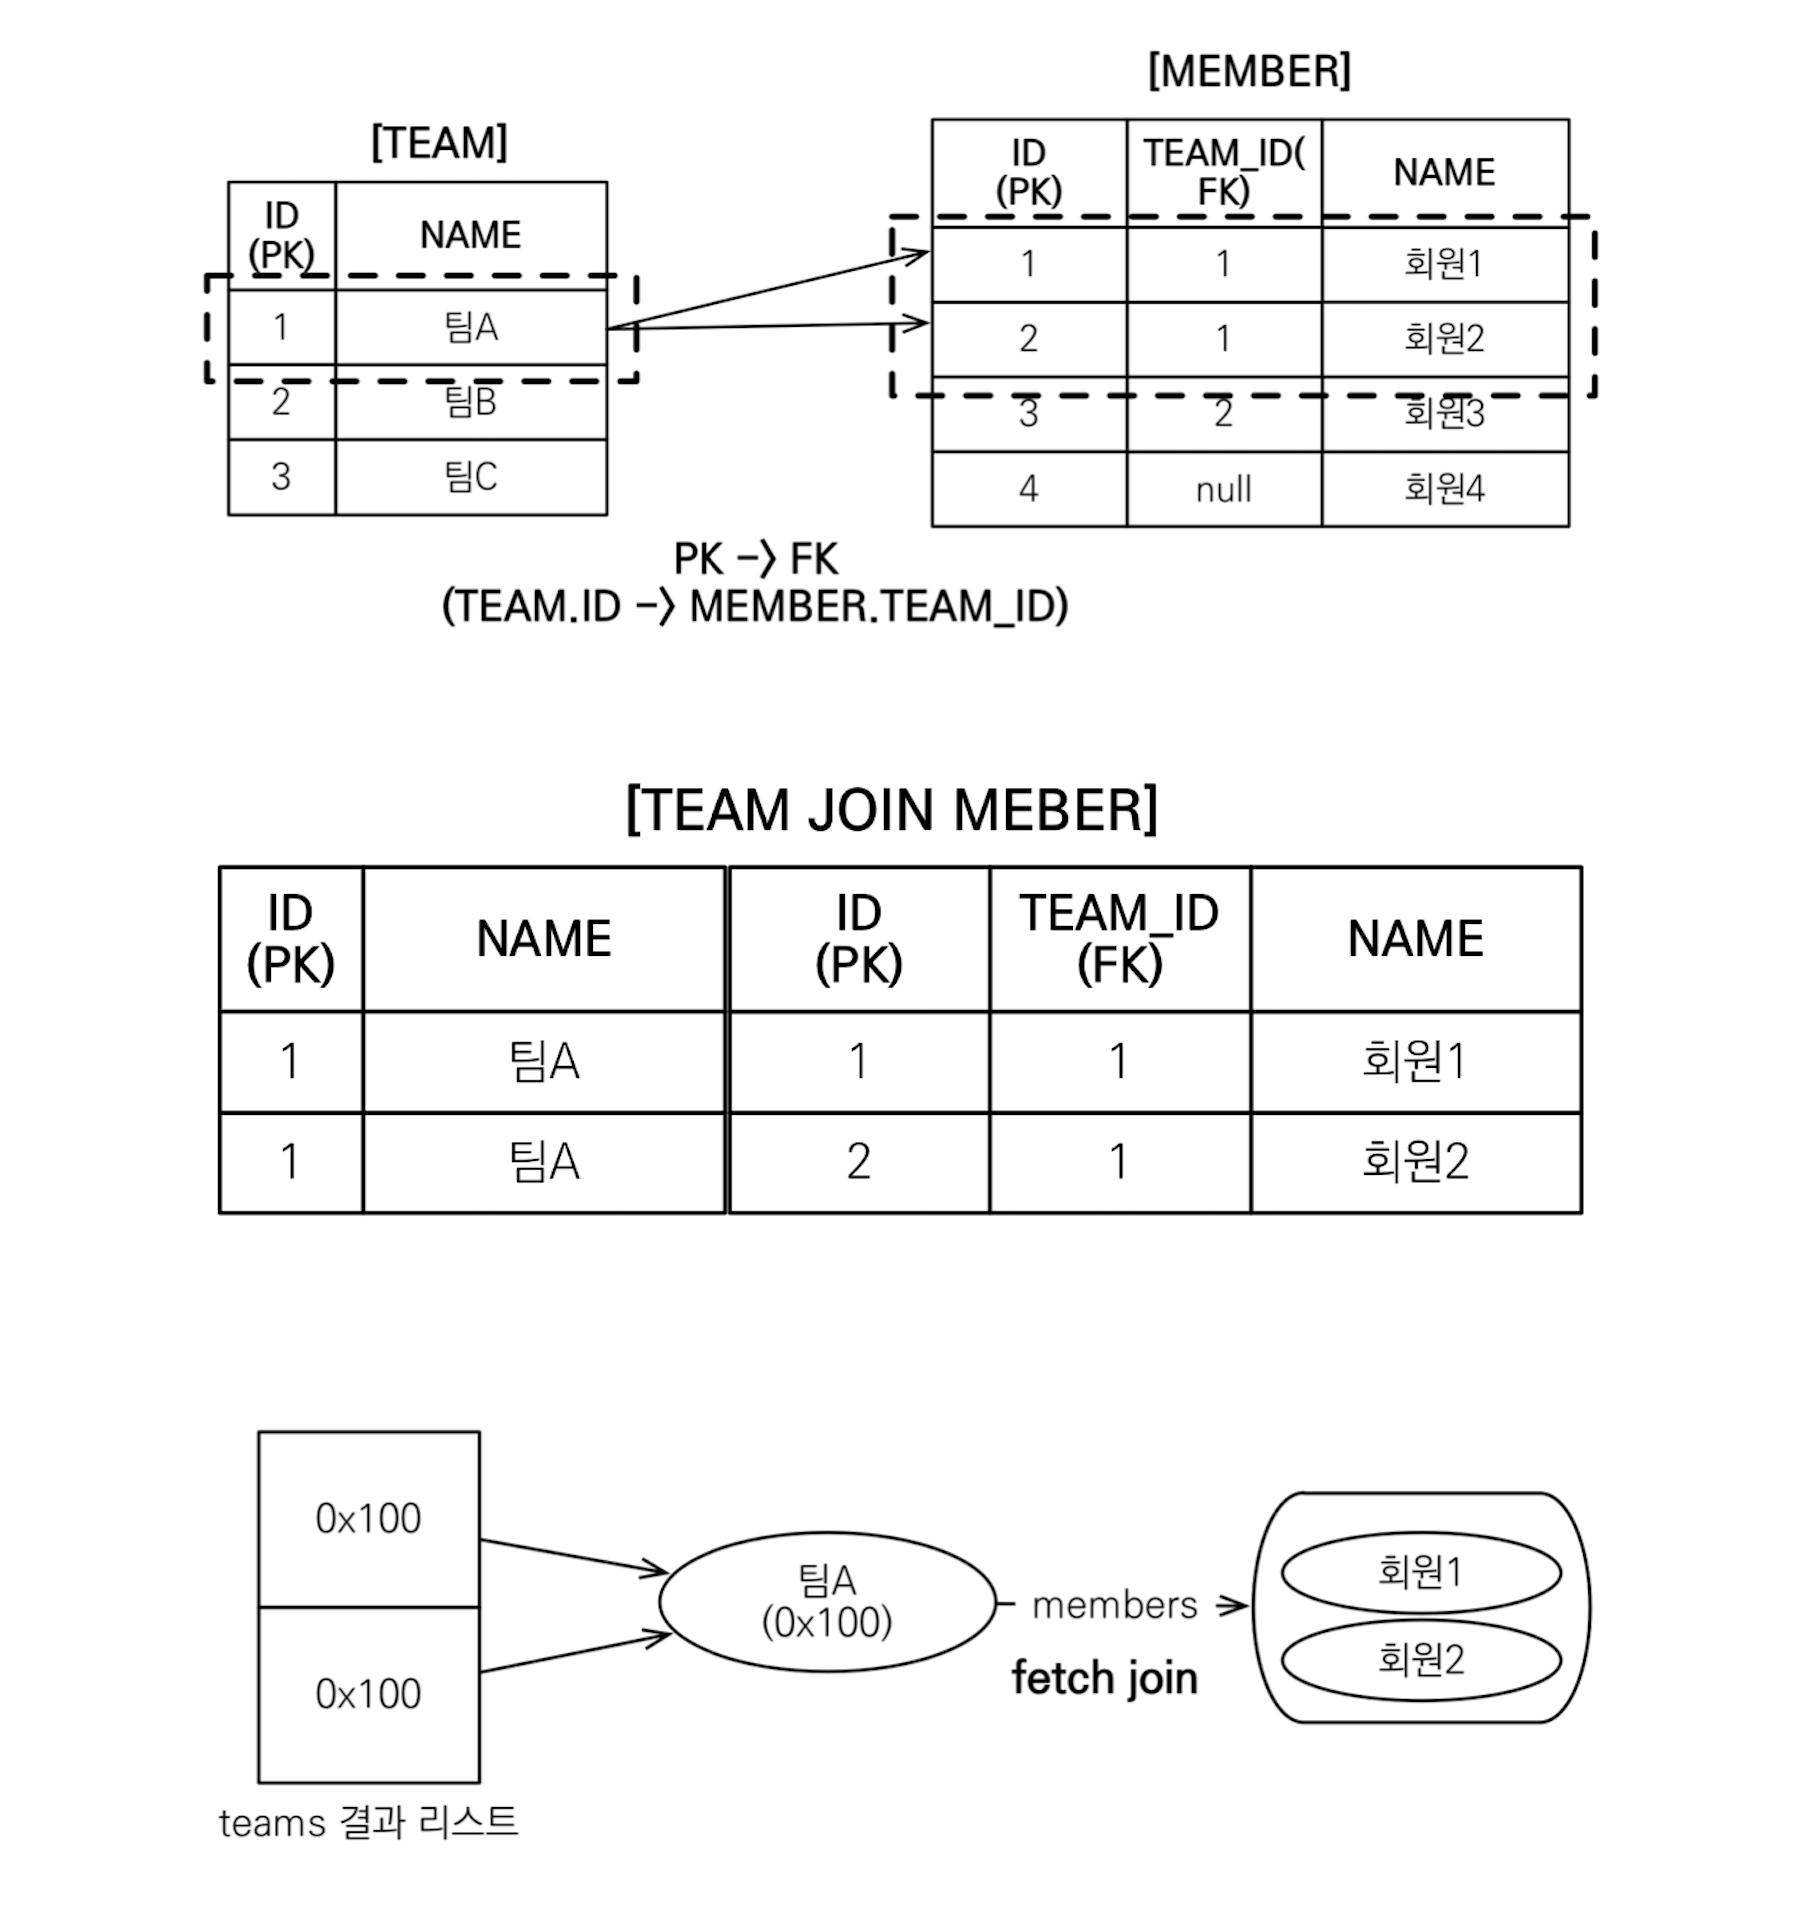 [TEAM]
ID
(PK)
NAME
1
팀A
2
팀B
3
팀C
[MEMBER]
ID
(PK)
TEAM_ID(
FK)
NAME
1
1
회원1
2
1
회원2
3
2
회원3
4
null
회원4
PK -> FK
(TEAM.ID -> MEMBER.TEAM_ID)
[TEAM JOIN MEBER]
ID
(PK)
NAME
ID
(PK)
TEAM_ID
(FK)
NAME
1
팀A
1
1
회원1
1
팀A
2
1
회원2
0x100
0x100
teams 결과 리스트
팀A
(0x100)
members
fetch join
회원1
회원2